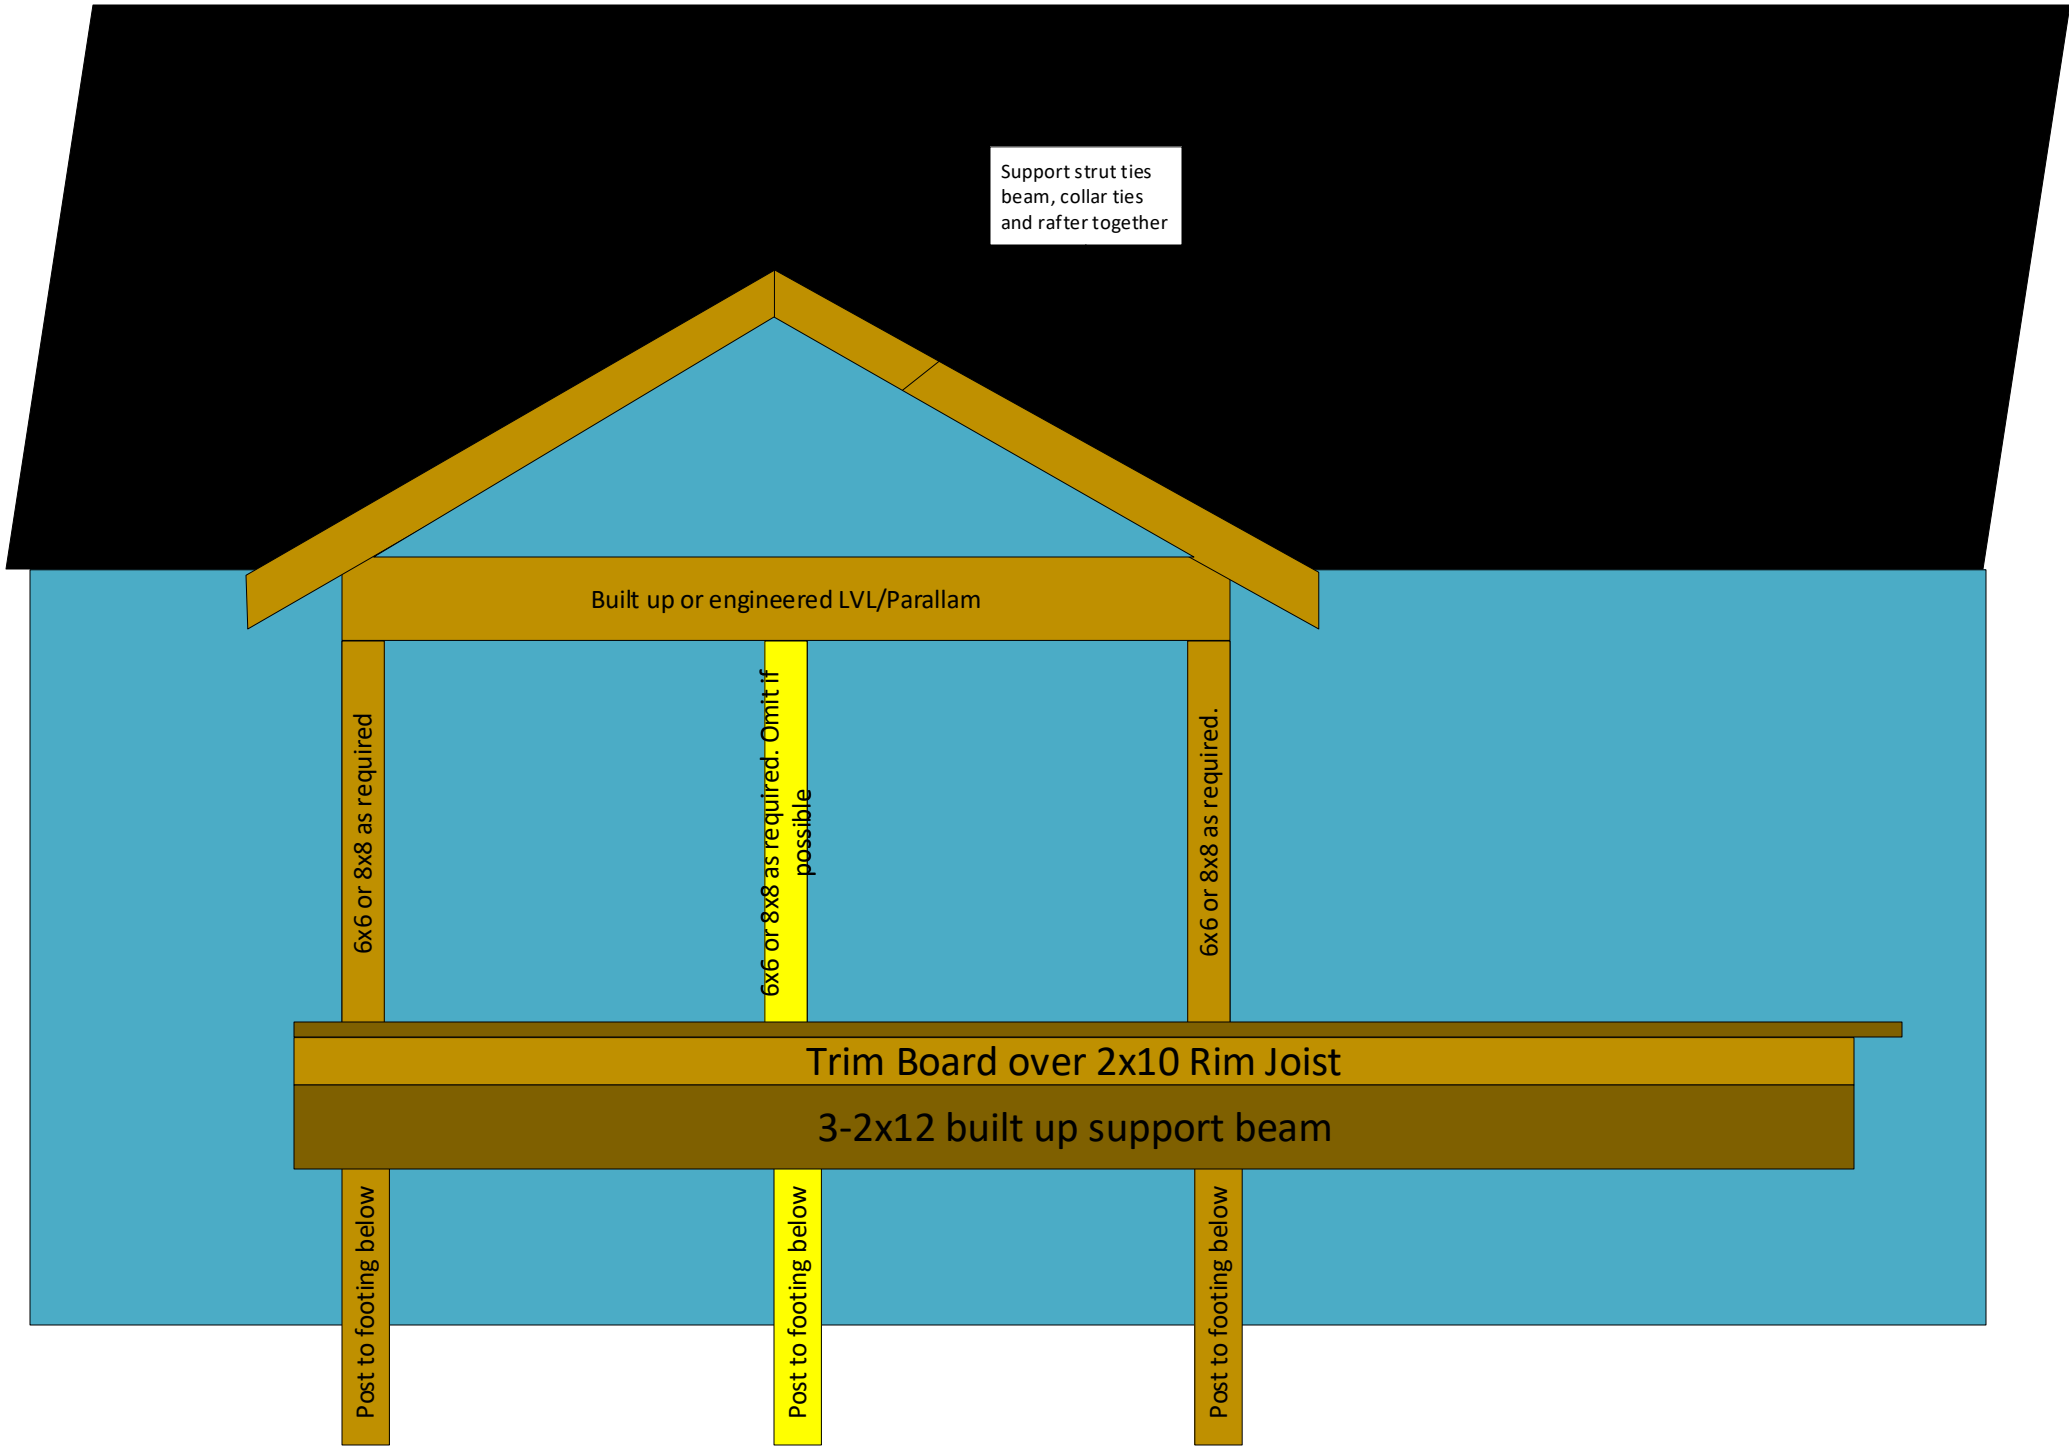 Support strut ties
beam, collar ties
and rafter together
Built up or engineered LVL/Parallam
6x6 or 8x8 as required
6x6 or 8x8 as required. Omit if
possible
6x6 or 8x8 as required.
Trim Board over 2x10 Rim Joist
3-2x12 built up support beam
Post to footing below
Post to footing below
Post to footing below